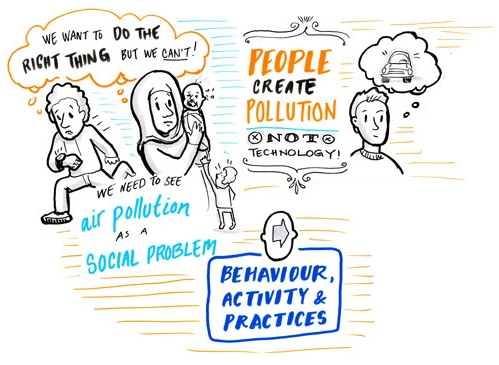 WE WANT TO DO THE
RIGHT THING BUT WE CAN'T!
PEOPLE
CREATE
POLLUTION
NOT
TECHNOLOGY!
WE NEED TO SEE
air pollution
AS A
SOCIAL PROBLEM
BEHAVIOUR,
ACTIVITY &
PRACTICES